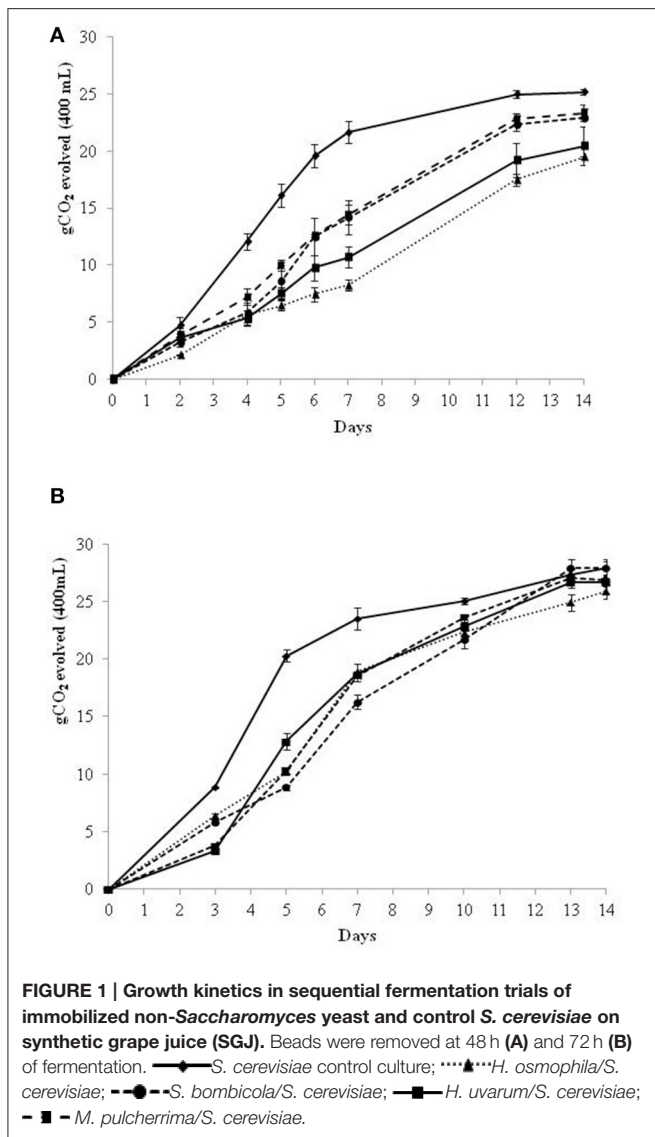 A
gCO2 evolved (400 mL)
30
25
20
15
10
5
0
0 1 2 3 4 5 6 7 8 9 10 11 12 13 14
Days
B
gCO2 evolved (400mL)
30
25
20
15
10
5
0
0 1 2 3 4 5 6 7 8 9 10 11 12 13 14
Days
FIGURE 1 | Growth kinetics in sequential fermentation trials of
immobilized non-Saccharomyces yeast and control S. cerevisiae on
synthetic grape juice (SGJ). Beads were removed at 48 h (A) and 72 h (B)
of fermentation. S. cerevisiae control culture; H. osmophila/S.
cerevisiae; S. bombicola/S. cerevisiae; H. uvarum/S. cerevisiae;
M. pulcherrima/S. cerevisiae.